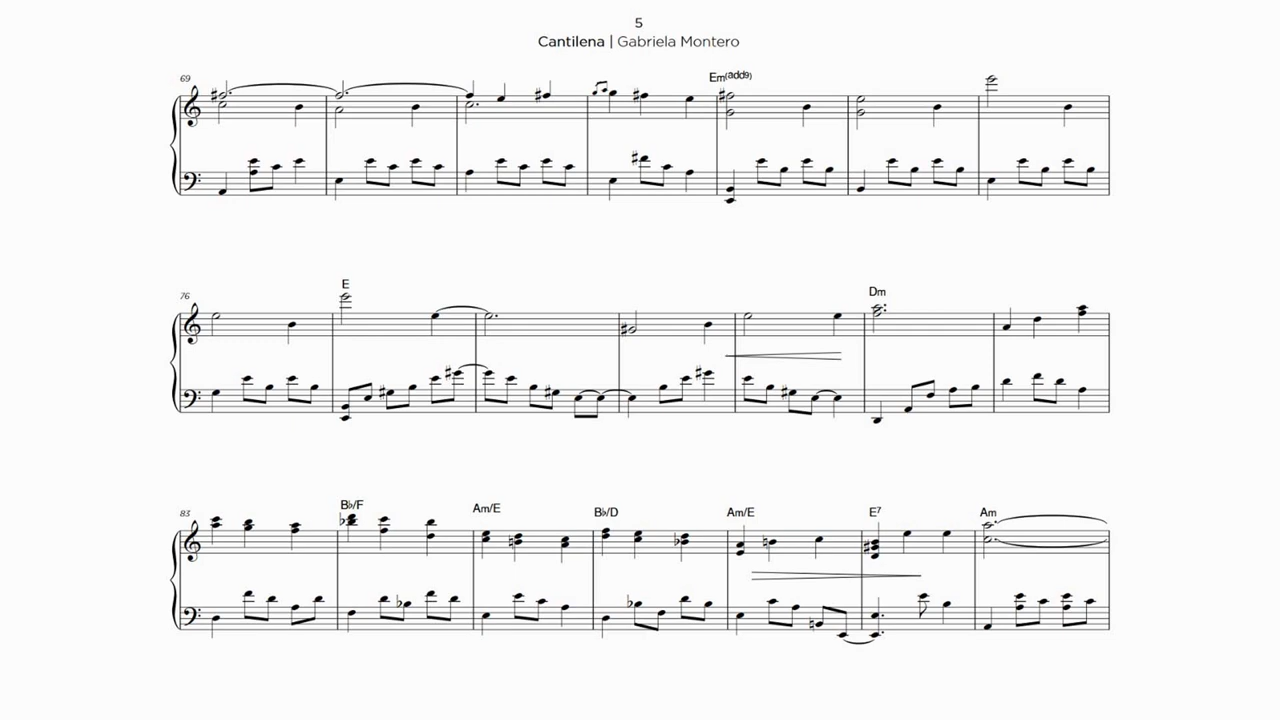 5
Cantilena | Gabriela Montero
69
Em(add9)
76
E
Dm
83
B♭/F
Am/E
B♭/D
Am/E
E7
Am